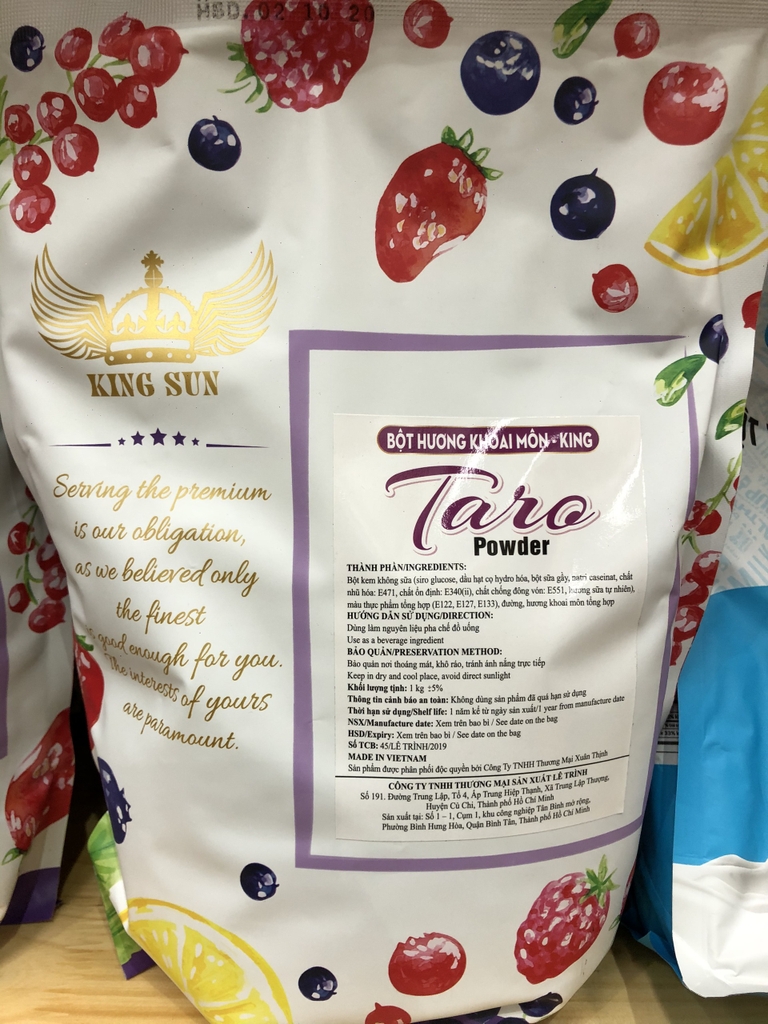 HSD.02 10 20
KING SUN
Serving the premium
is our obligation,
as we believed only
the finest
is good enough for you.
The interests of yours
are paramount.
BỘT HƯƠNG KHOAI MÔN - KING
Taro
Powder
THÀNH PHẦN/INGREDIENTS:
Bột kem không sữa (siro glucose, dầu hạt cọ hydro hóa, bột sữa gầy, natri caseinat, chất
nhũ hóa: E471, chất ổn định: E340(ii), chất chống đông vón: E551, hương sữa tự nhiên),
màu thực phẩm tổng hợp (E122, E127, E133), đường, hương khoai môn tổng hợp
HƯỚNG DẪN SỬ DỤNG/DIRECTION:
Dùng làm nguyên liệu pha chế đồ uống
Use as a beverage ingredient
BẢO QUẢN/PRESERVATION METHOD:
Bảo quản nơi thoáng mát, khô ráo, tránh ánh nắng trực tiếp
Keep in dry and cool place, avoid direct sunlight
Khối lượng tịnh: 1 kg ±5%
Thông tin cảnh báo an toàn: Không dùng sản phẩm đã quá hạn sử dụng
Thời hạn sử dụng/Shelf life: 1 năm kể từ ngày sản xuất/1 year from manufacture date
NSX/Manufacture date: Xem trên bao bì / See date on the bag
HSD/Expiry: Xem trên bao bì / See date on the bag
SỐ TCB: 45/LÊ TRÌNH/2019
MADE IN VIETNAM
Sản phẩm được phân phối độc quyền bởi Công Ty TNHH Thương Mại Xuân Thịnh
CÔNG TY TNHH THƯƠNG MẠI SẢN XUẤT LÊ TRÌNH
Số 191. Đường Trung Lập, Tổ 4, Ấp Trung Hiệp Thạnh, Xã Trung Lập Thượng,
Huyện Củ Chi, Thành phố Hồ Chí Minh
Sản xuất tại: Số 1 – 1, Cụm 1, khu công nghiệp Tân Bình mở rộng,
Phường Bình Hưng Hòa, Quận Bình Tân, Thành phố Hồ Chí Minh